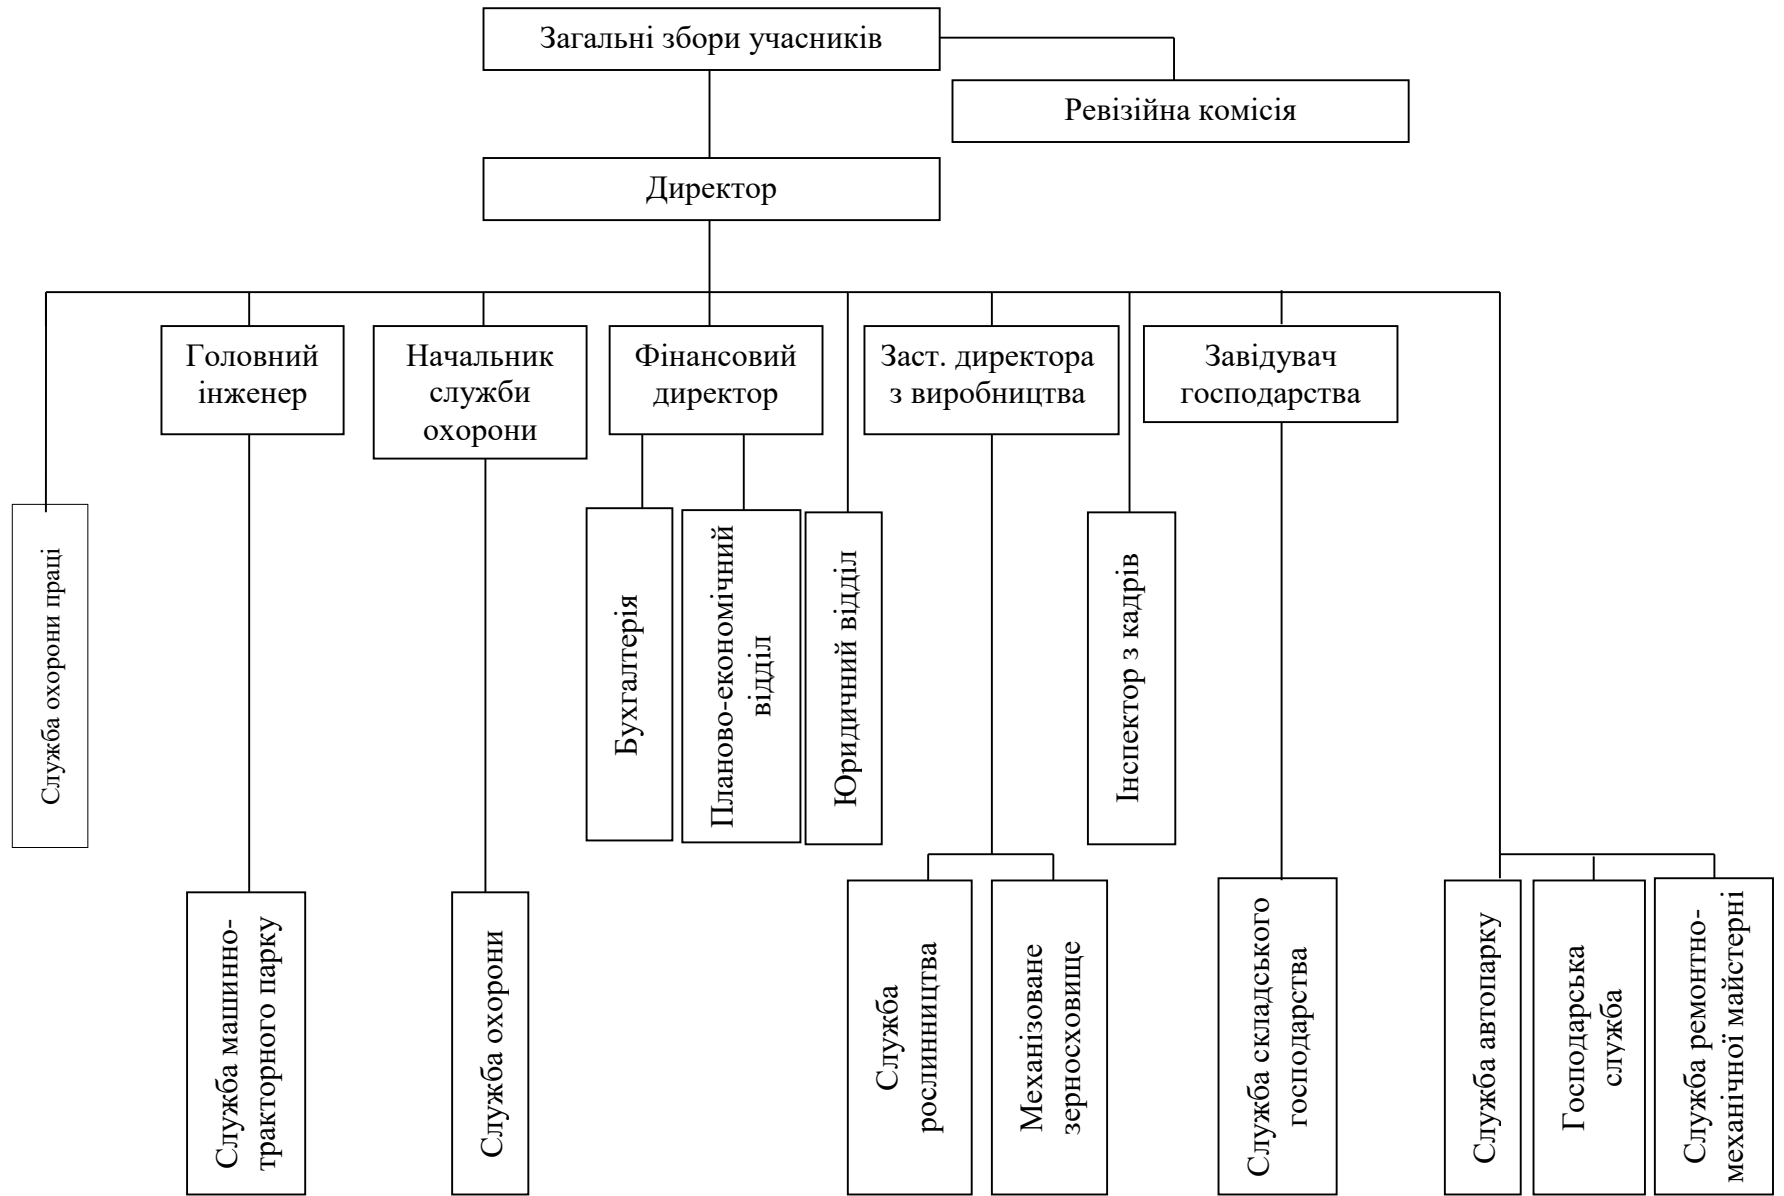 Загальні збори учасників
Ревізійна комісія
Директор
Головний
інженер
Начальник
служби
охорони
Фінансовий
директор
Заст. директора
з виробництва
Завідувач
господарства
Служба охорони праці
Бухгалтерія
Планово-економічний
відділ
Юридичний відділ
Інспектор з кадрів
Служба машинно-
тракторного парку
Служба охорони
Служба
рослинництва
Механізоване
зерносховище
Служба складського
господарства
Служба автопарку
Господарська
служба
Служба ремонтно-
механічної майстерні